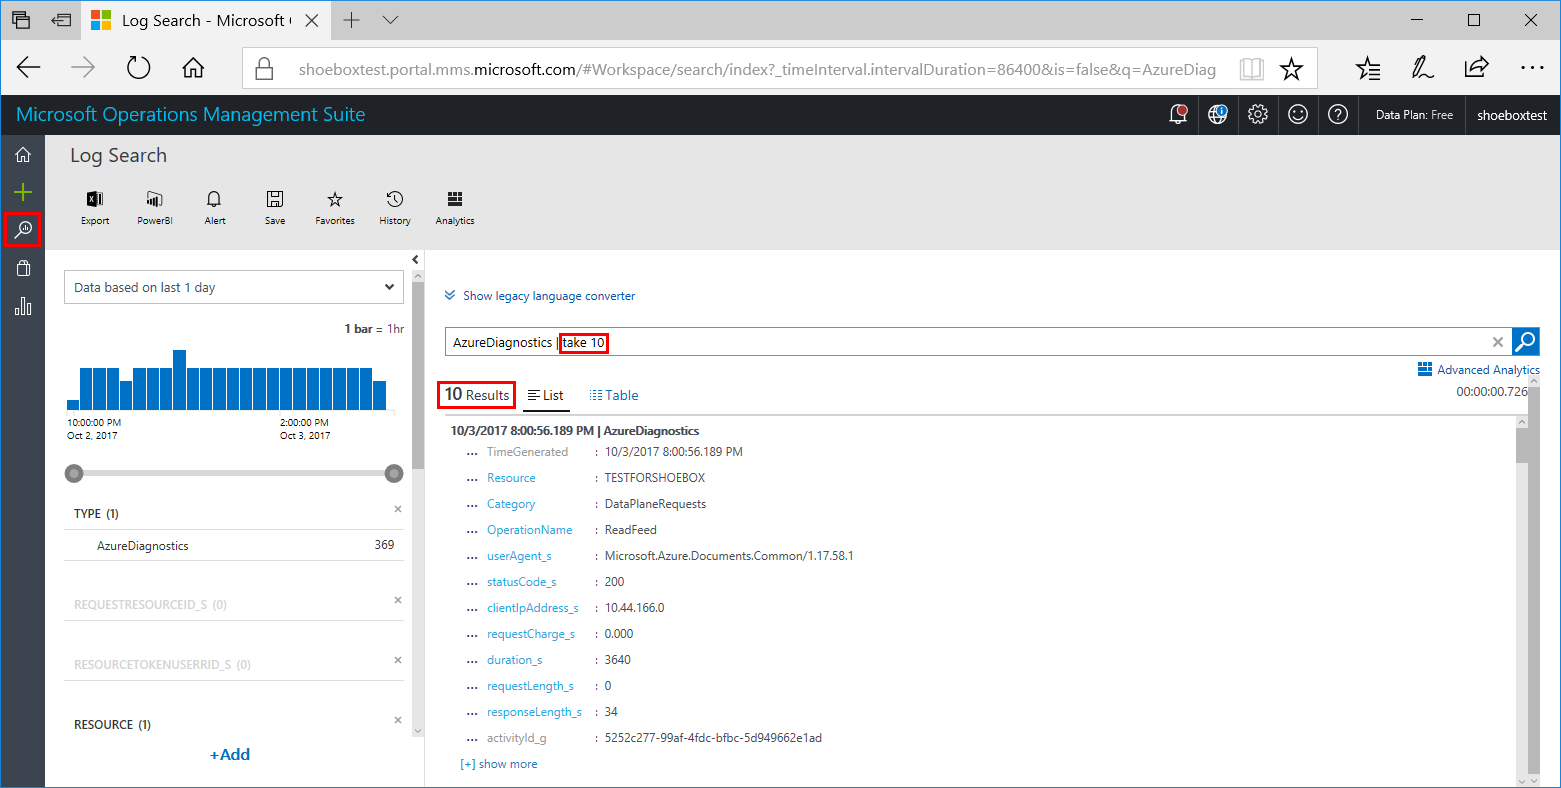 Log Search - Microsoft O
shoeboxtest.portal.mms.microsoft.com/#Workspace/search/index?_timeInterval.intervalDuration=86400&is=false&q=AzureDiag
Microsoft Operations Management Suite
Data Plan: Free
shoeboxtest
Log Search
Export
PowerBI
Alert
Save
Favorites
History
Analytics
Data based on last 1 day
1 bar = 1hr
10:00:00 PM
Oct 2, 2017
2:00:00 PM
Oct 3, 2017
TYPE (1)
AzureDiagnostics 369
REQUESTRESOURCEID_S (0)
RESOURCETOKENUSERRID_S (0)
RESOURCE (1)
+Add
Show legacy language converter
AzureDiagnostics | take 10
Advanced Analytics
10 Results
List
Table
00:00:00.726
10/3/2017 8:00:56.189 PM | AzureDiagnostics
... TimeGenerated : 10/3/2017 8:00:56.189 PM
... Resource : TESTFORSHOEBOX
... Category : DataPlaneRequests
... OperationName : ReadFeed
... userAgent_s : Microsoft.Azure.Documents.Common/1.17.58.1
... statusCode_s : 200
... clientIpAddress_s : 10.44.166.0
... requestCharge_s : 0.000
... duration_s : 3640
... requestLength_s : 0
... responseLength_s : 34
... activityId_g : 5252c277-99af-4fdc-bfbc-5d949662e1ad
[+] show more